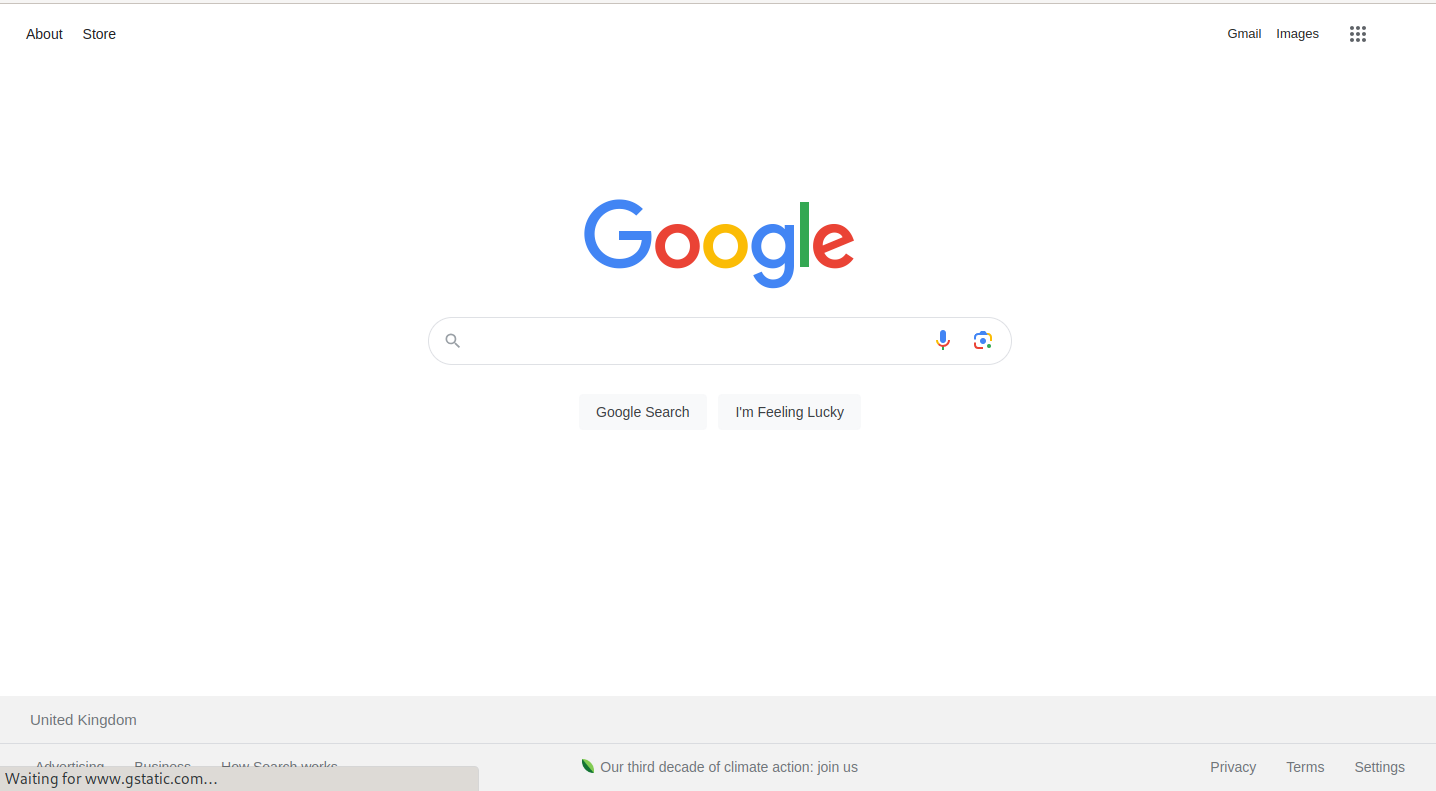 About Store Gmail Images
Google
Google Search I'm Feeling Lucky
United Kingdom
Advertising Business How Search works Our third decade of climate action: join us Privacy Terms Settings
Waiting for www.gstatic.com...